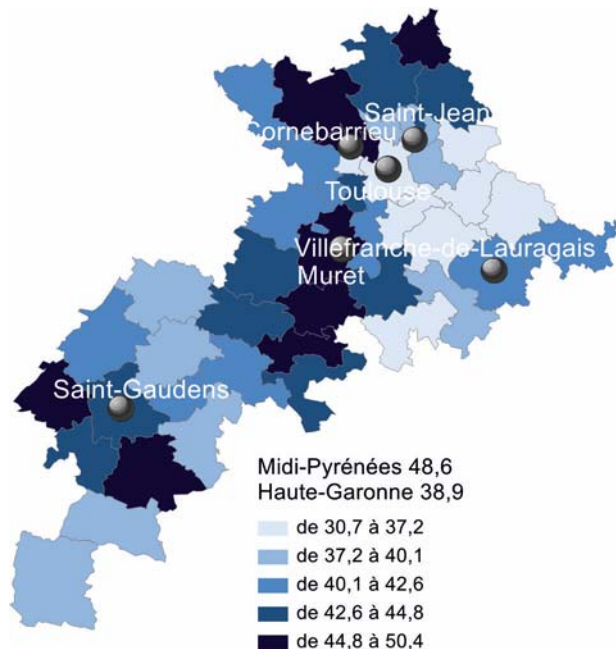 Saint-Jean
Cornebarrieu
Toulouse
Villefranche-de-Lauragais
Muret
Saint-Gaudens
Midi-Pyrénées 48,6
Haute-Garonne 38,9
de 30,7 à 37,2
de 37,2 à 40,1
de 40,1 à 42,6
de 42,6 à 44,8
de 44,8 à 50,4